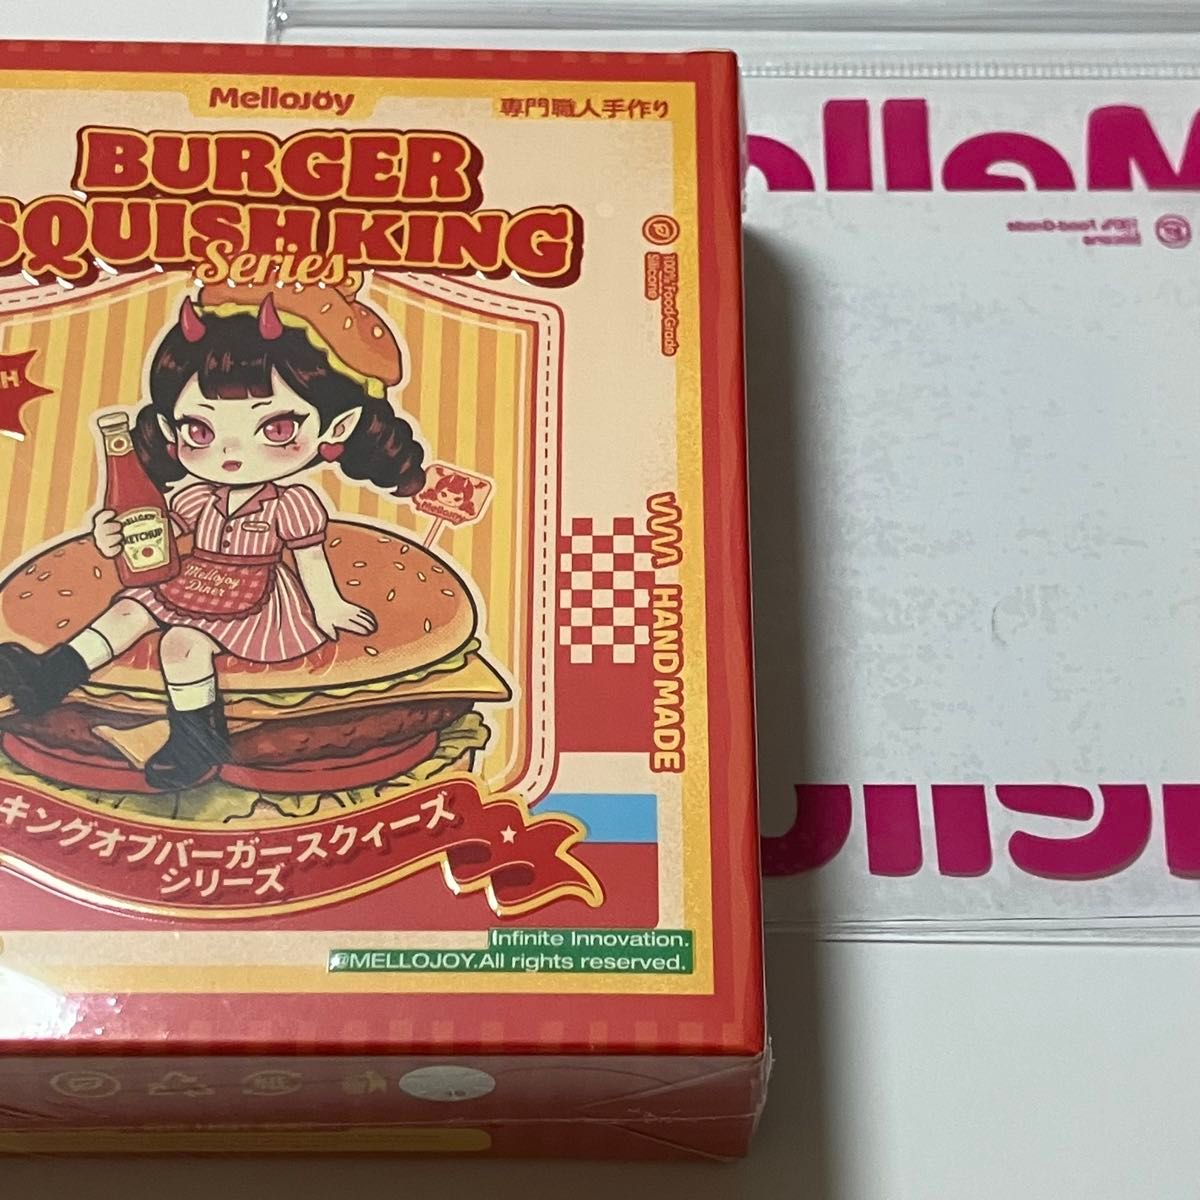 MelloJoy
専門職人手作り
BURGER
SQUISH KING
Series
100% Food-Grade
Silicone
H
MELLOJOY
KETCHUP
Mellojoy
Mellojoy
Diner
HAND MADE
キングオブバーガースクィーズ
シリーズ
Infinite Innovation.
@MELLOJOY.All rights reserved.